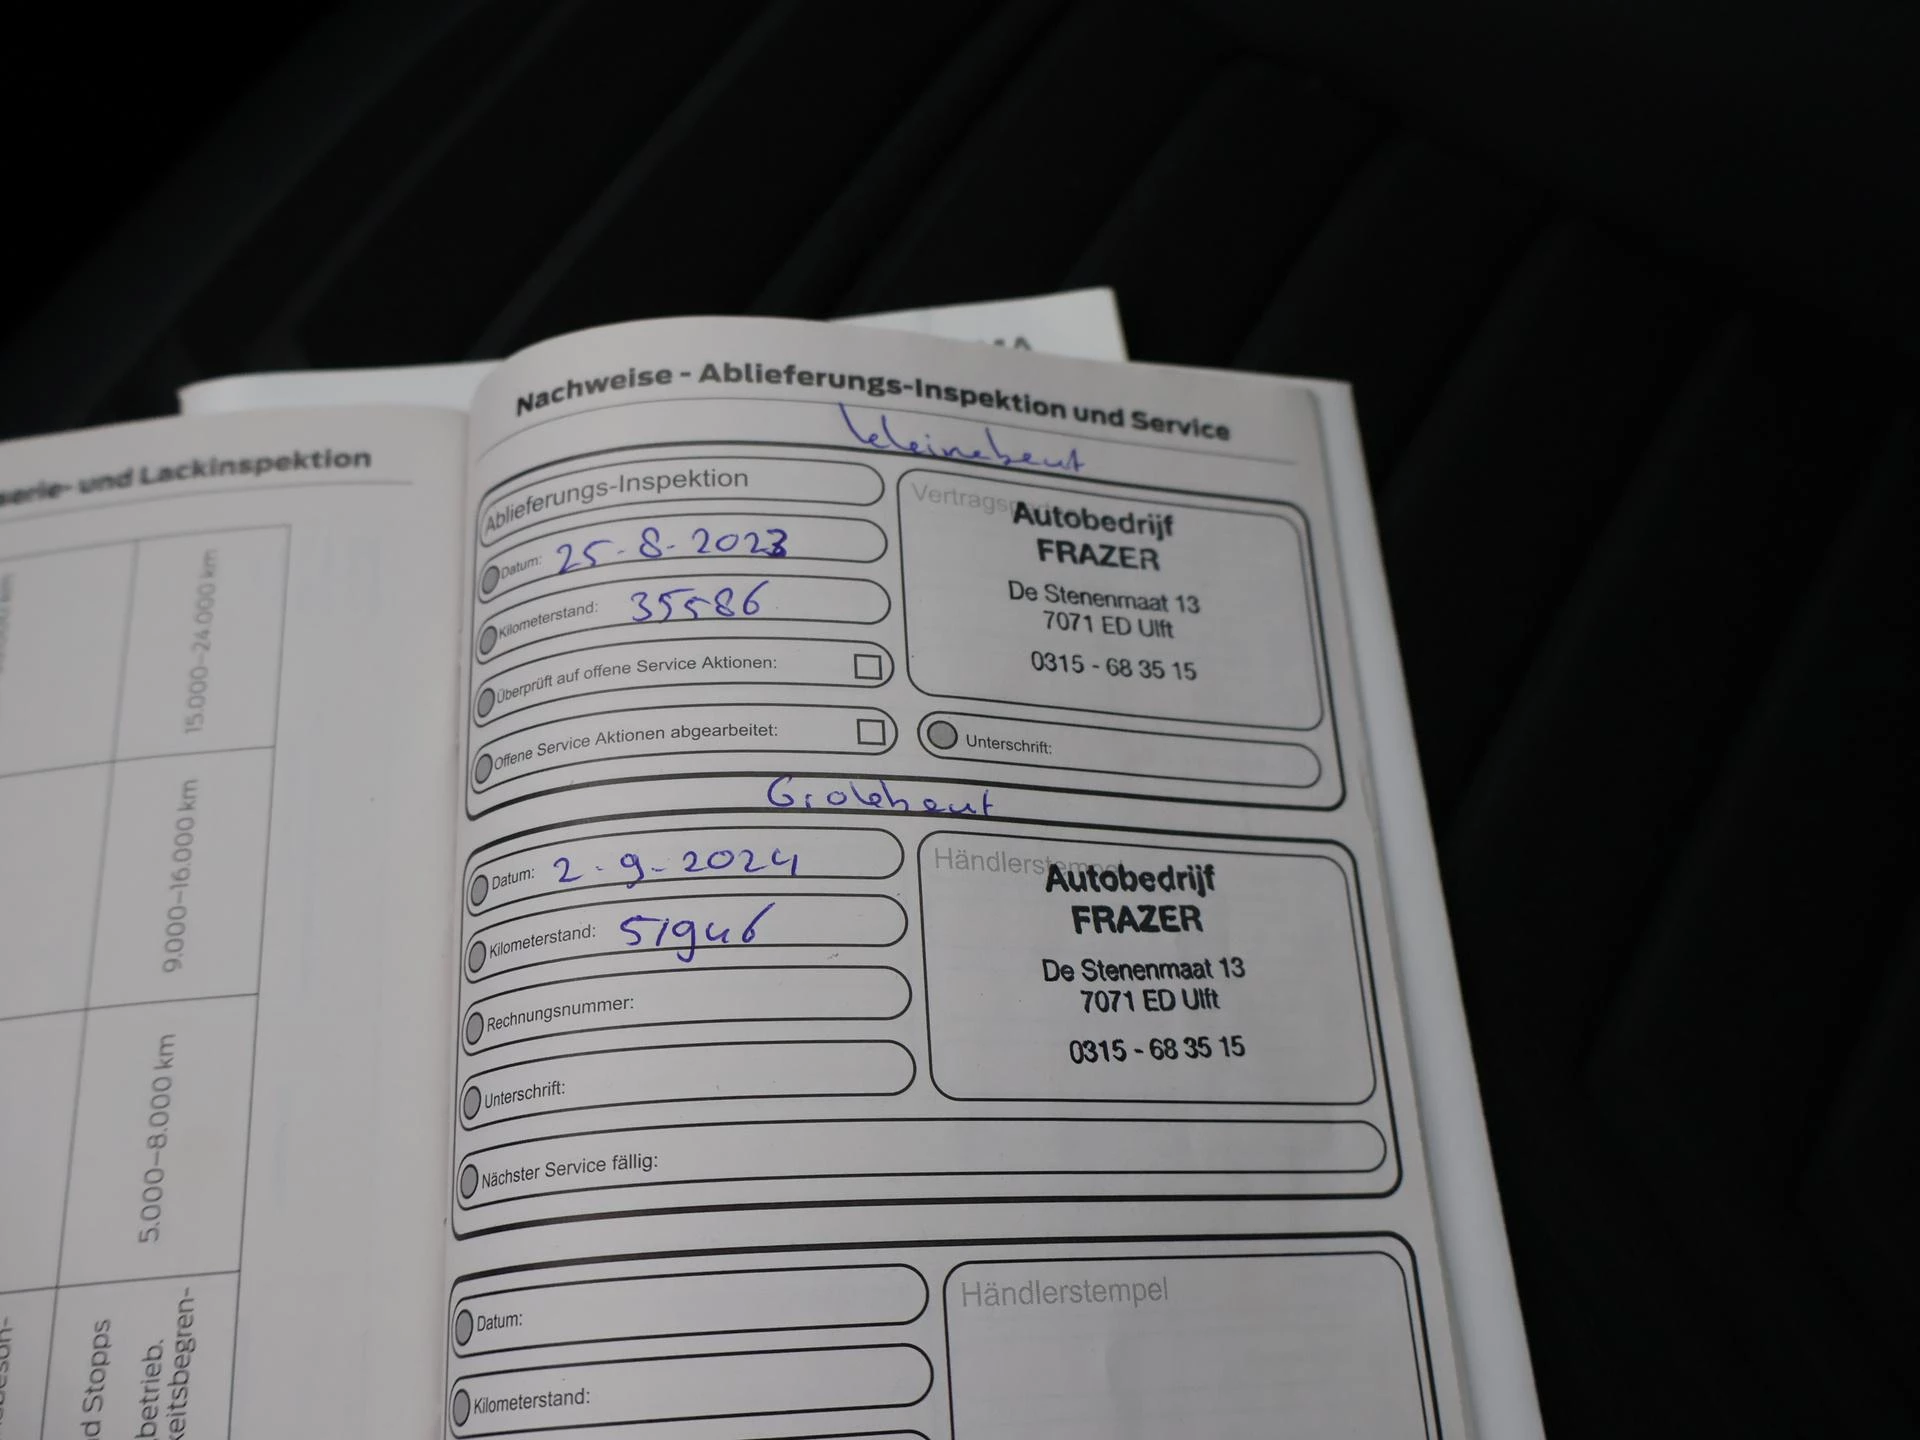 serie- und Lackinspektion
15.000–24.000 km
9.000–16.000 km
5.000–8.000 km
d Stopps
betrieb.
keitsbegren-
Nachweise - Ablieferungs-Inspektion und Service
kleinebeut
Ablieferungs-Inspektion
Datum: 25-8-2023
Kilometerstand: 35586
Überprüft auf offene Service Aktionen:
Offene Service Aktionen abgearbeitet:
Autobedrijf
FRAZER
De Stenenmaat 13
7071 ED Ulft
0315 - 68 35 15
Unterschrift:
Grotebeurt
Datum: 2-9-2024
Kilometerstand: 51946
Rechnungsnummer:
Unterschrift:
Nächster Service fällig:
Autobedrijf
FRAZER
De Stenenmaat 13
7071 ED Ulft
0315 - 68 35 15
Datum:
Kilometerstand:
Händlerstempel